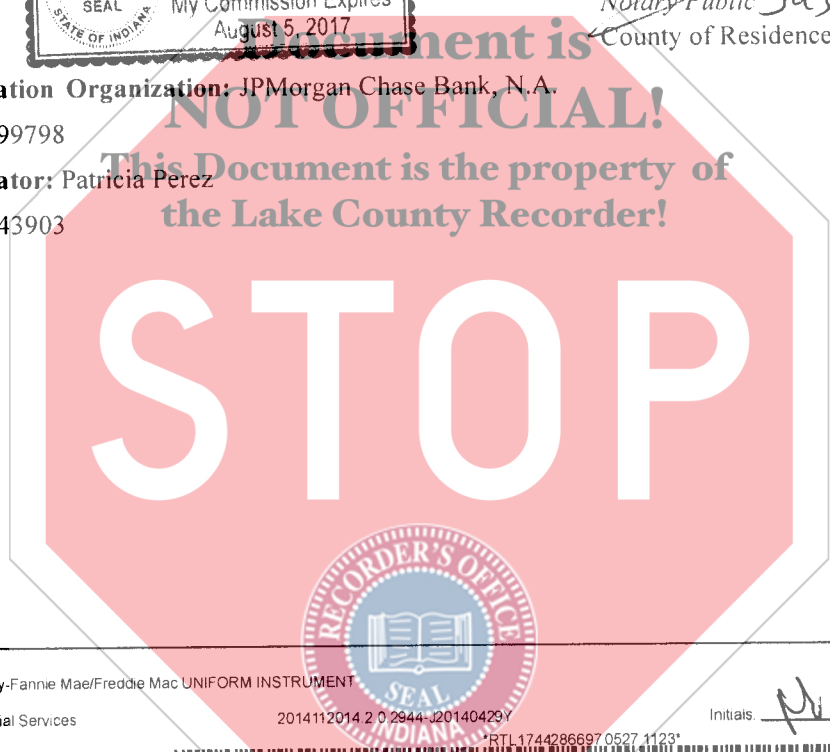 SEAL
My Commission Expires
STATE OF INDIANA
August 5, 2017
Notary Public
County of Residence
Document is
ation Organization: JPMorgan Chase Bank, N.A.
NOT OFFICIAL!
99798
This Document is the property of
ator: Patricia Perez
the Lake County Recorder!
43903
STOP
RECORDER'S OFFICE
SEAL
INDIANA
y-Fannie Mae/Freddie Mac UNIFORM INSTRUMENT
ial Services
2014112014.2.0.2944-J20140429Y
Initials:
*RTL1744286697 0527 1123*